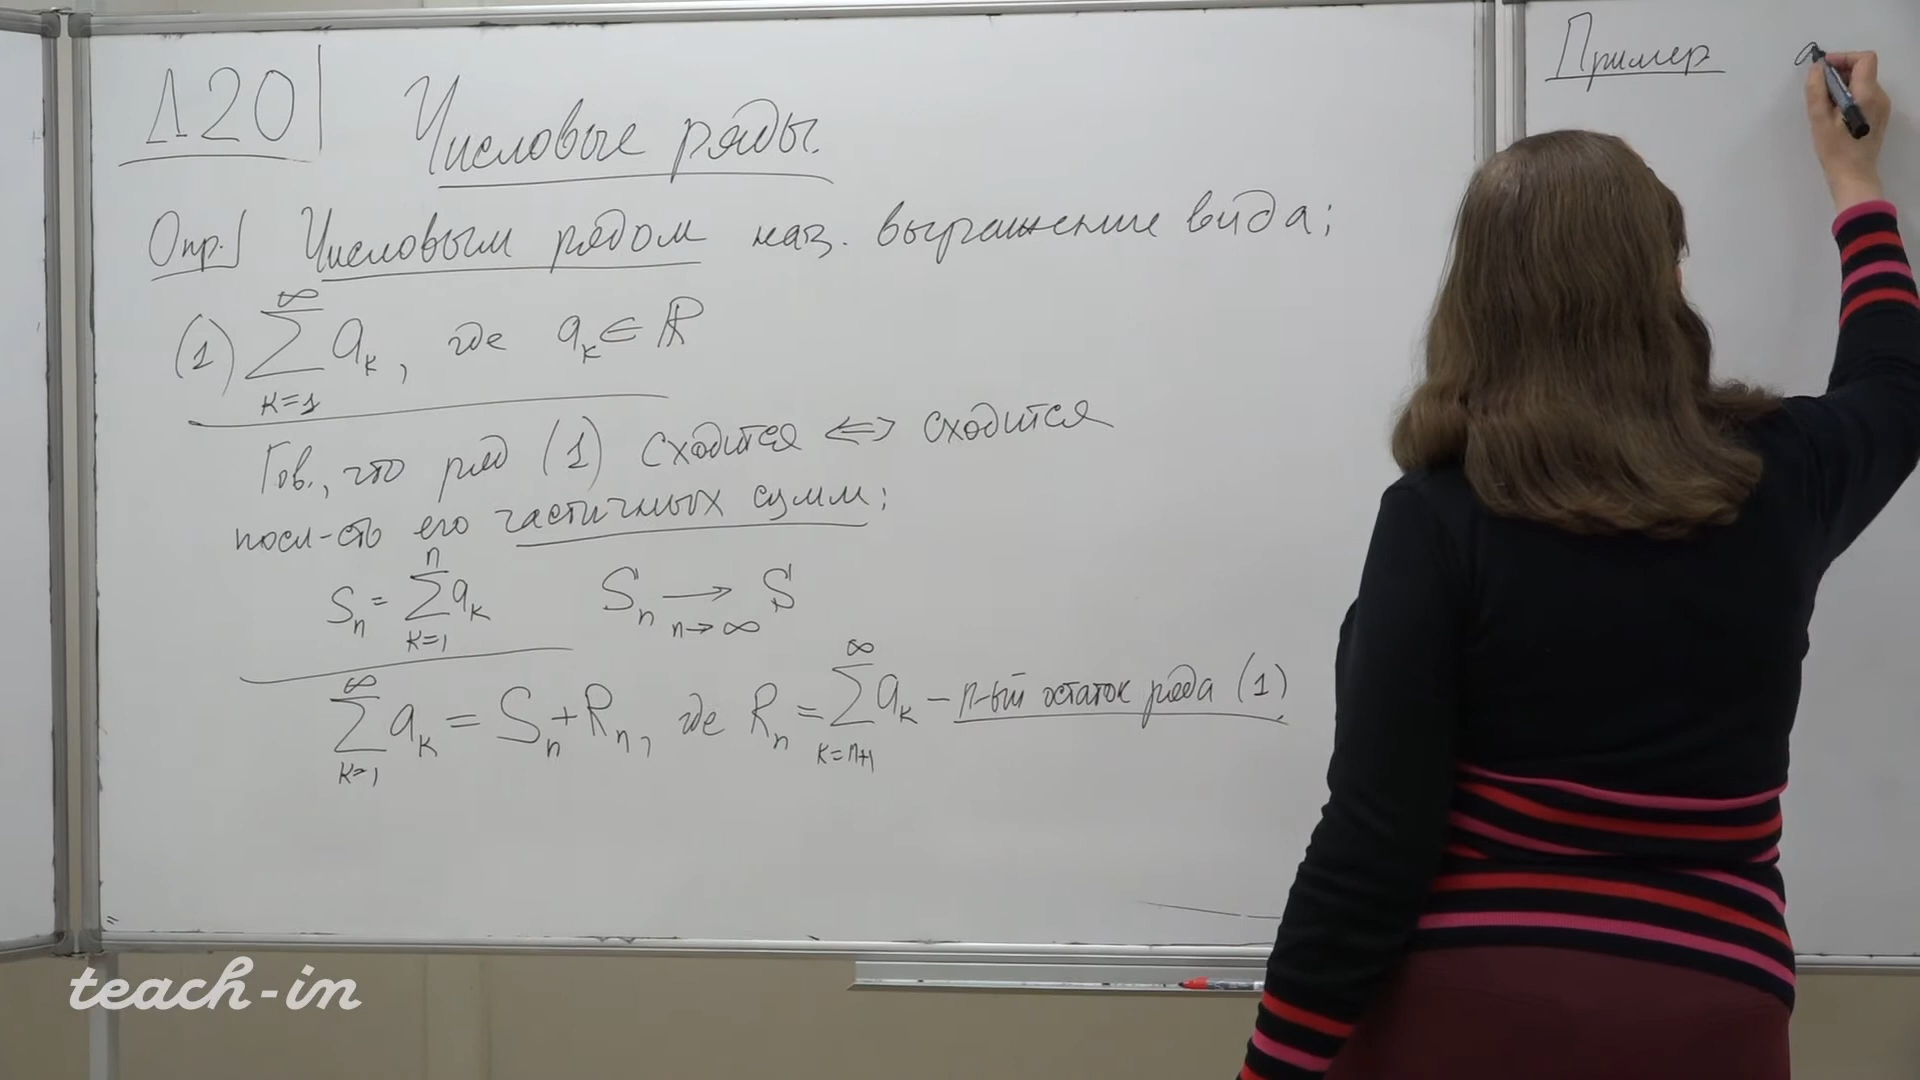 Л20
Числовые ряды.
Опр. Числовым рядом наз. выражение вида:
(1) ∑_{k=1}^{∞} a_k, где a_k ∈ ℝ
Гов., что ряд (1) сходится ⇔ сходится
посл-сть его частичных сумм:
S_n = ∑_{k=1}^{n} a_k   S_n → S, n→∞
∑_{k=1}^{∞} a_k = S_n + R_n, где R_n = ∑_{k=n+1}^{∞} a_k – n-ый остаток ряда (1)
Пример
teach-in